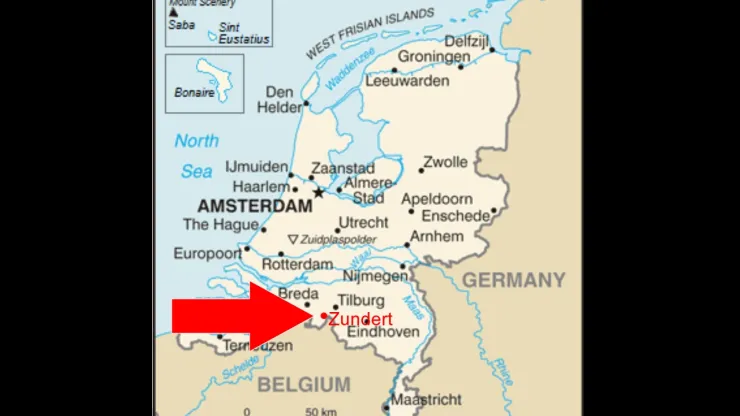 Mount Scenery
Saba
Sint
Eustatius
Bonaire
WEST FRISIAN ISLANDS
Waddenzee
Delfzijl
Groningen
Leeuwarden
Den
Helder
North
Sea
IJmuiden
Zaanstad
Zwolle
Haarlem
Almere
Stad
AMSTERDAM
Apeldoorn
Enschede
The Hague
Utrecht
Zuidplaspolder
Arnhem
Europoort
Rotterdam
Waal
Nijmegen
GERMANY
Breda
Tilburg
Maas
Zundert
Eindhoven
Terneuzen
Schelde
Rhine
BELGIUM
Maastricht
0 50 km